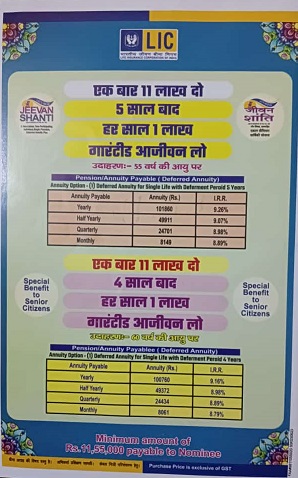 भारतीय जीवन बीमा निगम
LIFE INSURANCE CORPORATION OF INDIA
LIC
JEEVAN
SHANTI
जीवन
शांति
एक बार 11 लाख दो
5 साल बाद
हर साल 1 लाख
गारंटीड आजीवन लो
उदाहरण:- 55 वर्ष की आयु पर
Pension/Annuity Payable ( Deferred Annuity)
Annuity Option - (1) Deferred Annuity for Single Life with Deferment Peroid 5 Years
Annuity Payable Annuity (Rs.) I.R.R.
Yearly 101860 9.26%
Half Yearly 49911 9.07%
Quarterly 24701 8.98%
Monthly 8149 8.89%
एक बार 11 लाख दो
4 साल बाद
हर साल 1 लाख
गारंटीड आजीवन लो
उदाहरण:- 60 वर्ष की आयु पर
Special
Benefit
to
Senior
Citizens
Special
Benefit
to
Senior
Citizens
Pension/Annuity Payablee ( Deferred Annuity)
Annuity Option - (1) Deferred Annuity for Single Life with Deferment Peroid 4 Years
Annuity Payable Annuity (Rs.) I.R.R.
Yearly 100760 9.16%
Half Yearly 49372 8.98%
Quarterly 24434 8.89%
Monthly 8061 8.79%
Minimum amount of
Rs.11,55,000 payable to Nominee
Purchase Price is exclusive of GST